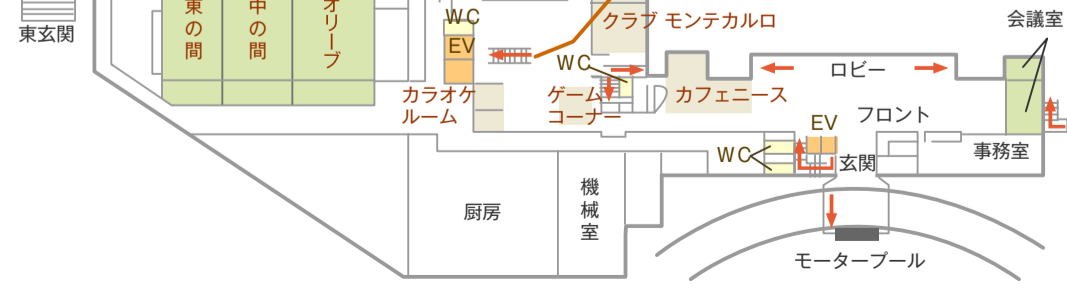 東玄関
東の間
中の間
オリーブ
WC
EV
クラブ モンテカルロ
WC
カラオケ
ルーム
ゲーム
コーナー
カフェニース
ロビー
会議室
フロント
EV
WC
玄関
事務室
厨房
機械室
モータープール